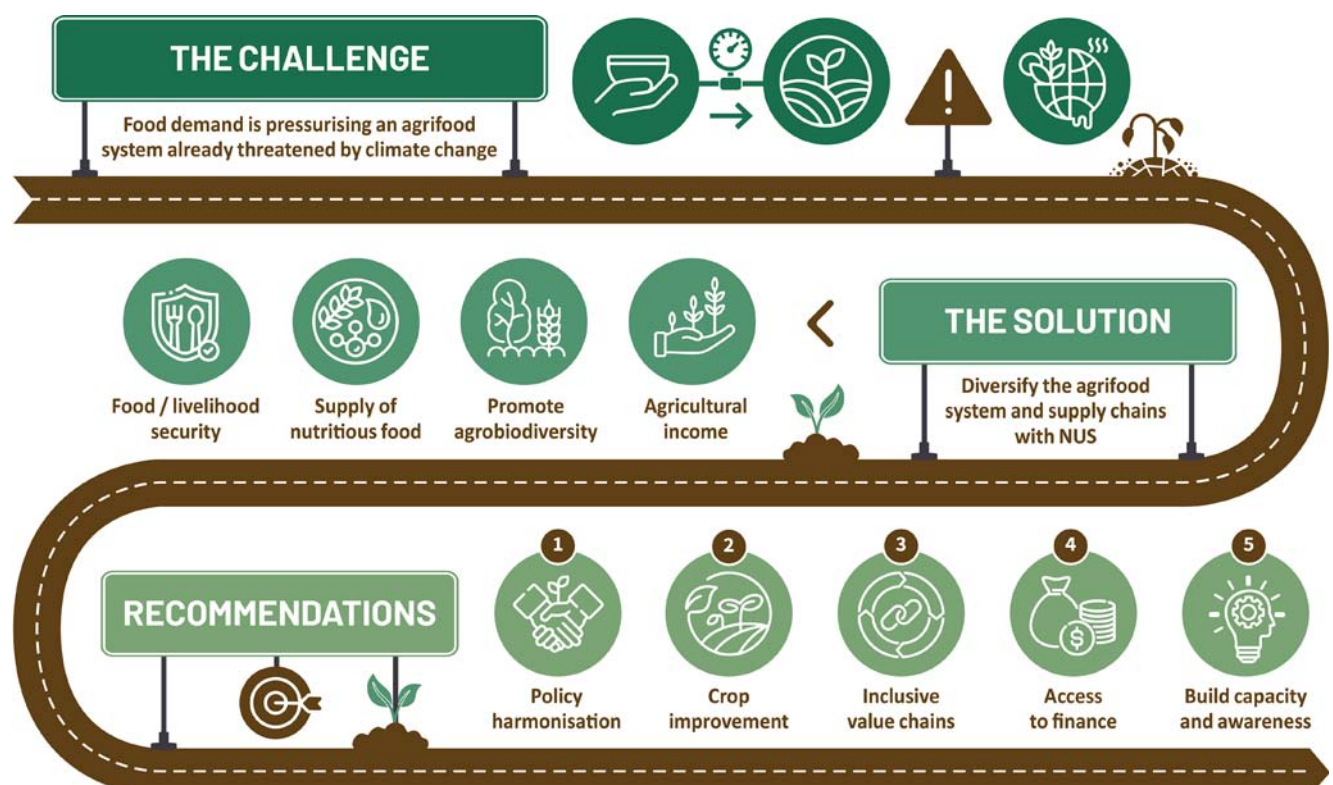 THE CHALLENGE
Food demand is pressurising an agrifood
system already threatened by climate change
THE SOLUTION
Diversify the agrifood
system and supply chains
with NUS
Food / livelihood
security
Supply of
nutritious food
Promote
agrobiodiversity
Agricultural
income
RECOMMENDATIONS
1
Policy
harmonisation
2
Crop
improvement
3
Inclusive
value chains
4
Access
to finance
$
5
Build capacity
and awareness